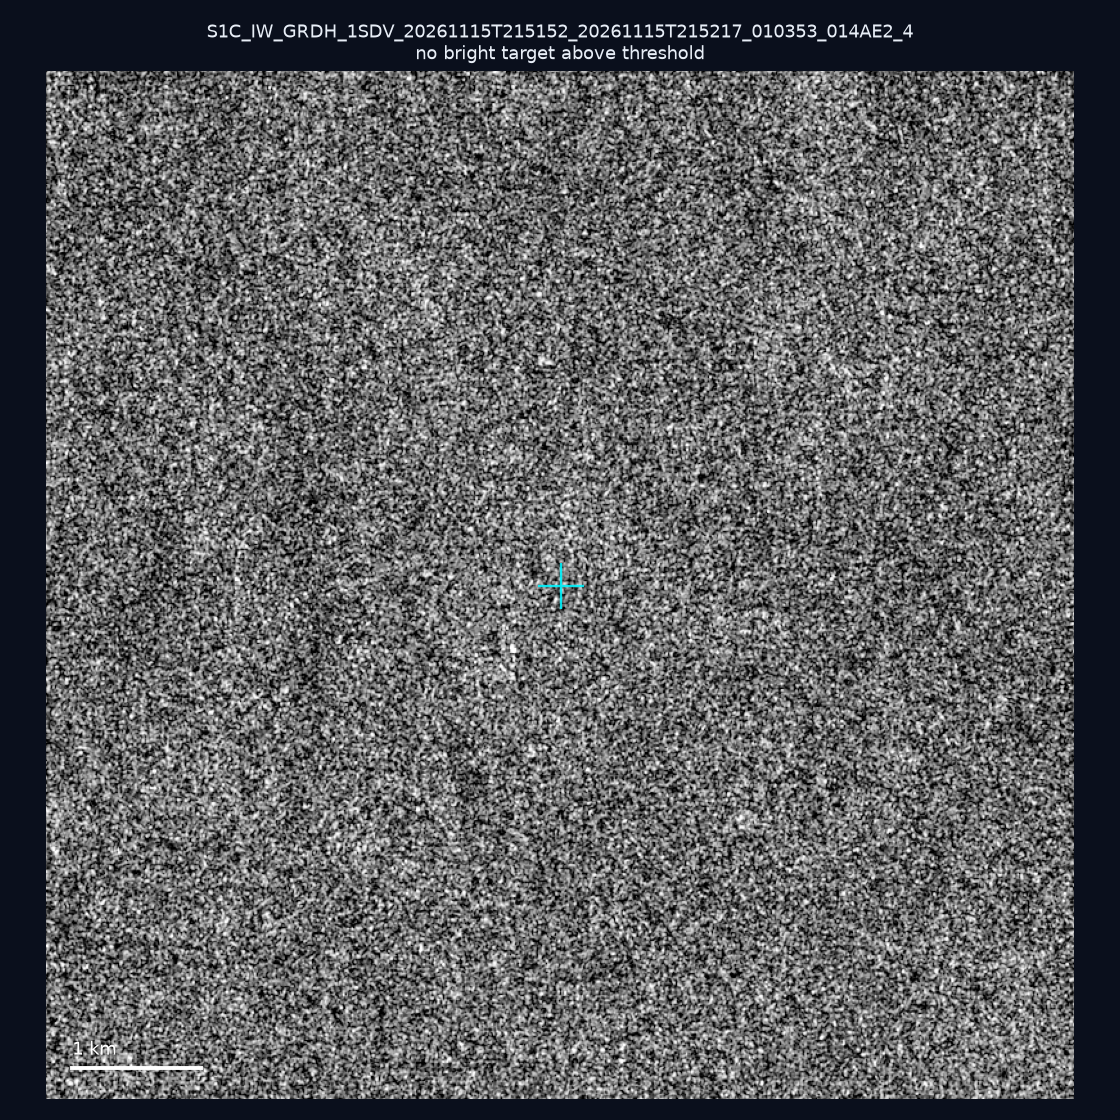 S1C_IW_GRDH_1SDV_20261115T215152_20261115T215217_010353_014AE2_4
no bright target above threshold
1 km